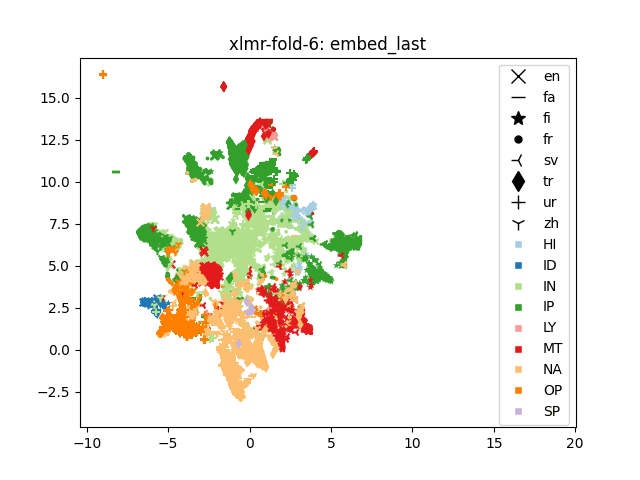 xlmr-fold-6: embed_last
15.0
12.5
10.0
7.5
5.0
2.5
0.0
−2.5
−10
−5
0
5
10
15
20
en
fa
fi
fr
sv
tr
ur
zh
HI
ID
IN
IP
LY
MT
NA
OP
SP